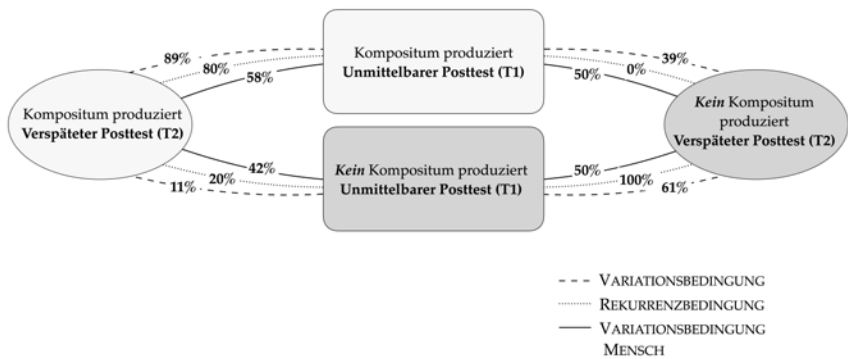 Kompositum produziert
Unmittelbarer Posttest (T1)
89%
80%
58%
39%
0%
50%
Kompositum produziert
Verspäteter Posttest (T2)
Kein Kompositum
produziert
Verspäteter Posttest (T2)
Kein Kompositum produziert
Unmittelbarer Posttest (T1)
42%
20%
11%
50%
100%
61%
VARIATIONSBEDINGUNG
REKURRENZBEDINGUNG
VARIATIONSBEDINGUNG
MENSCH